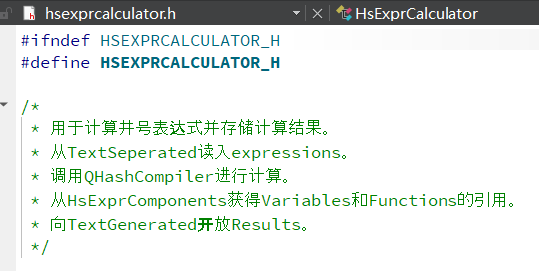 hsexprcalculator.h HsExprCalculator
#ifndef HSEXPRCALCULATOR_H
#define HSEXPRCALCULATOR_H
/*
* 用于计算井号表达式并存储计算结果。
* 从TextSeperated读入expressions。
* 调用QHashCompiler进行计算。
* 从HsExprComponents获得Variables和Functions的引用。
* 向TextGenerated开放Results。
*/